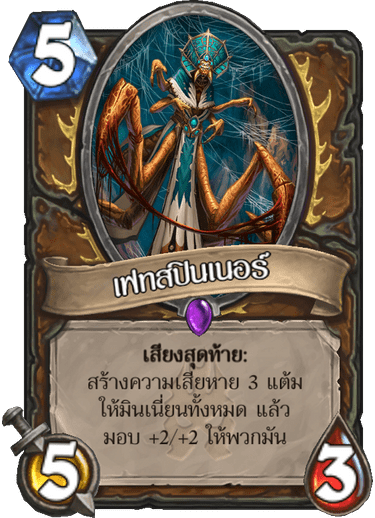 5
เฟทสปินเนอร์
เสียงสุดท้าย:
สร้างความเสียหาย 3 แต้ม
ให้มินเนี่ยนทั้งหมด แล้ว
มอบ +2/+2 ให้พวกมัน
5
3